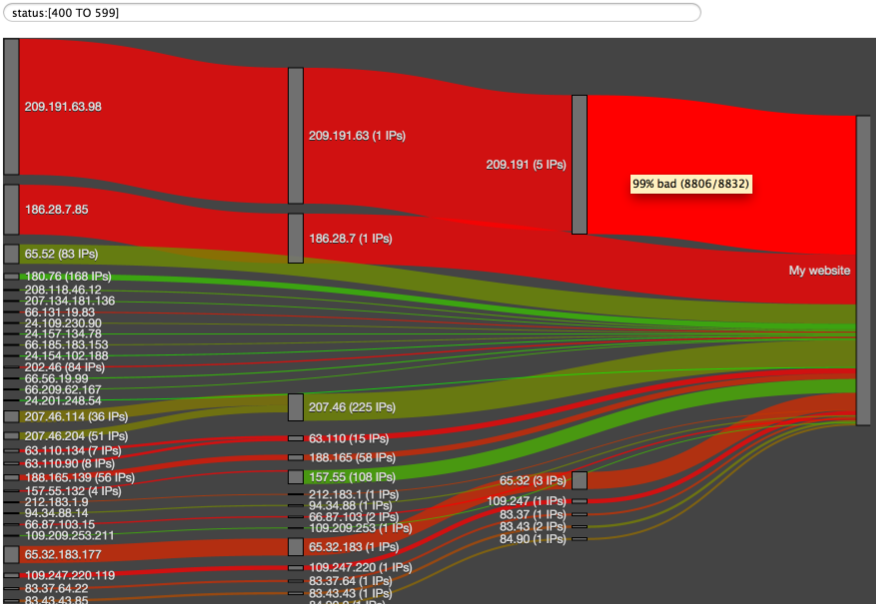 status:[400 TO 599]
209.191.63.98
209.191.63 (1 IPs)
209.191 (5 IPs)
99% bad (8806/8832)
186.28.7.85
186.28.7 (1 IPs)
My website
65.52 (83 IPs)
180.76 (168 IPs)
208.118.46.12
207.134.181.136
66.131.19.83
24.109.230.90
24.157.134.78
66.185.183.153
24.154.102.188
202.46 (84 IPs)
66.56.19.99
66.209.62.167
24.201.248.54
207.46 (225 IPs)
207.46.114 (36 IPs)
207.46.204 (51 IPs)
63.110 (15 IPs)
63.110.134 (7 IPs)
188.165 (58 IPs)
63.110.90 (8 IPs)
188.165.139 (56 IPs)
157.55 (108 IPs)
65.32 (3 IPs)
157.55.132 (4 IPs)
212.183.1 (1 IPs)
109.247 (1 IPs)
212.183.1.9
94.34.88 (1 IPs)
94.34.88.14
83.37 (1 IPs)
66.87.103 (2 IPs)
66.87.103.15
83.43 (2 IPs)
109.209.253 (1 IPs)
109.209.253.211
84.90 (1 IPs)
65.32.183 (1 IPs)
65.32.183.177
109.247.220 (1 IPs)
109.247.220.119
83.37.64 (1 IPs)
83.37.64.22
83.43.43 (1 IPs)
83.43.43.85